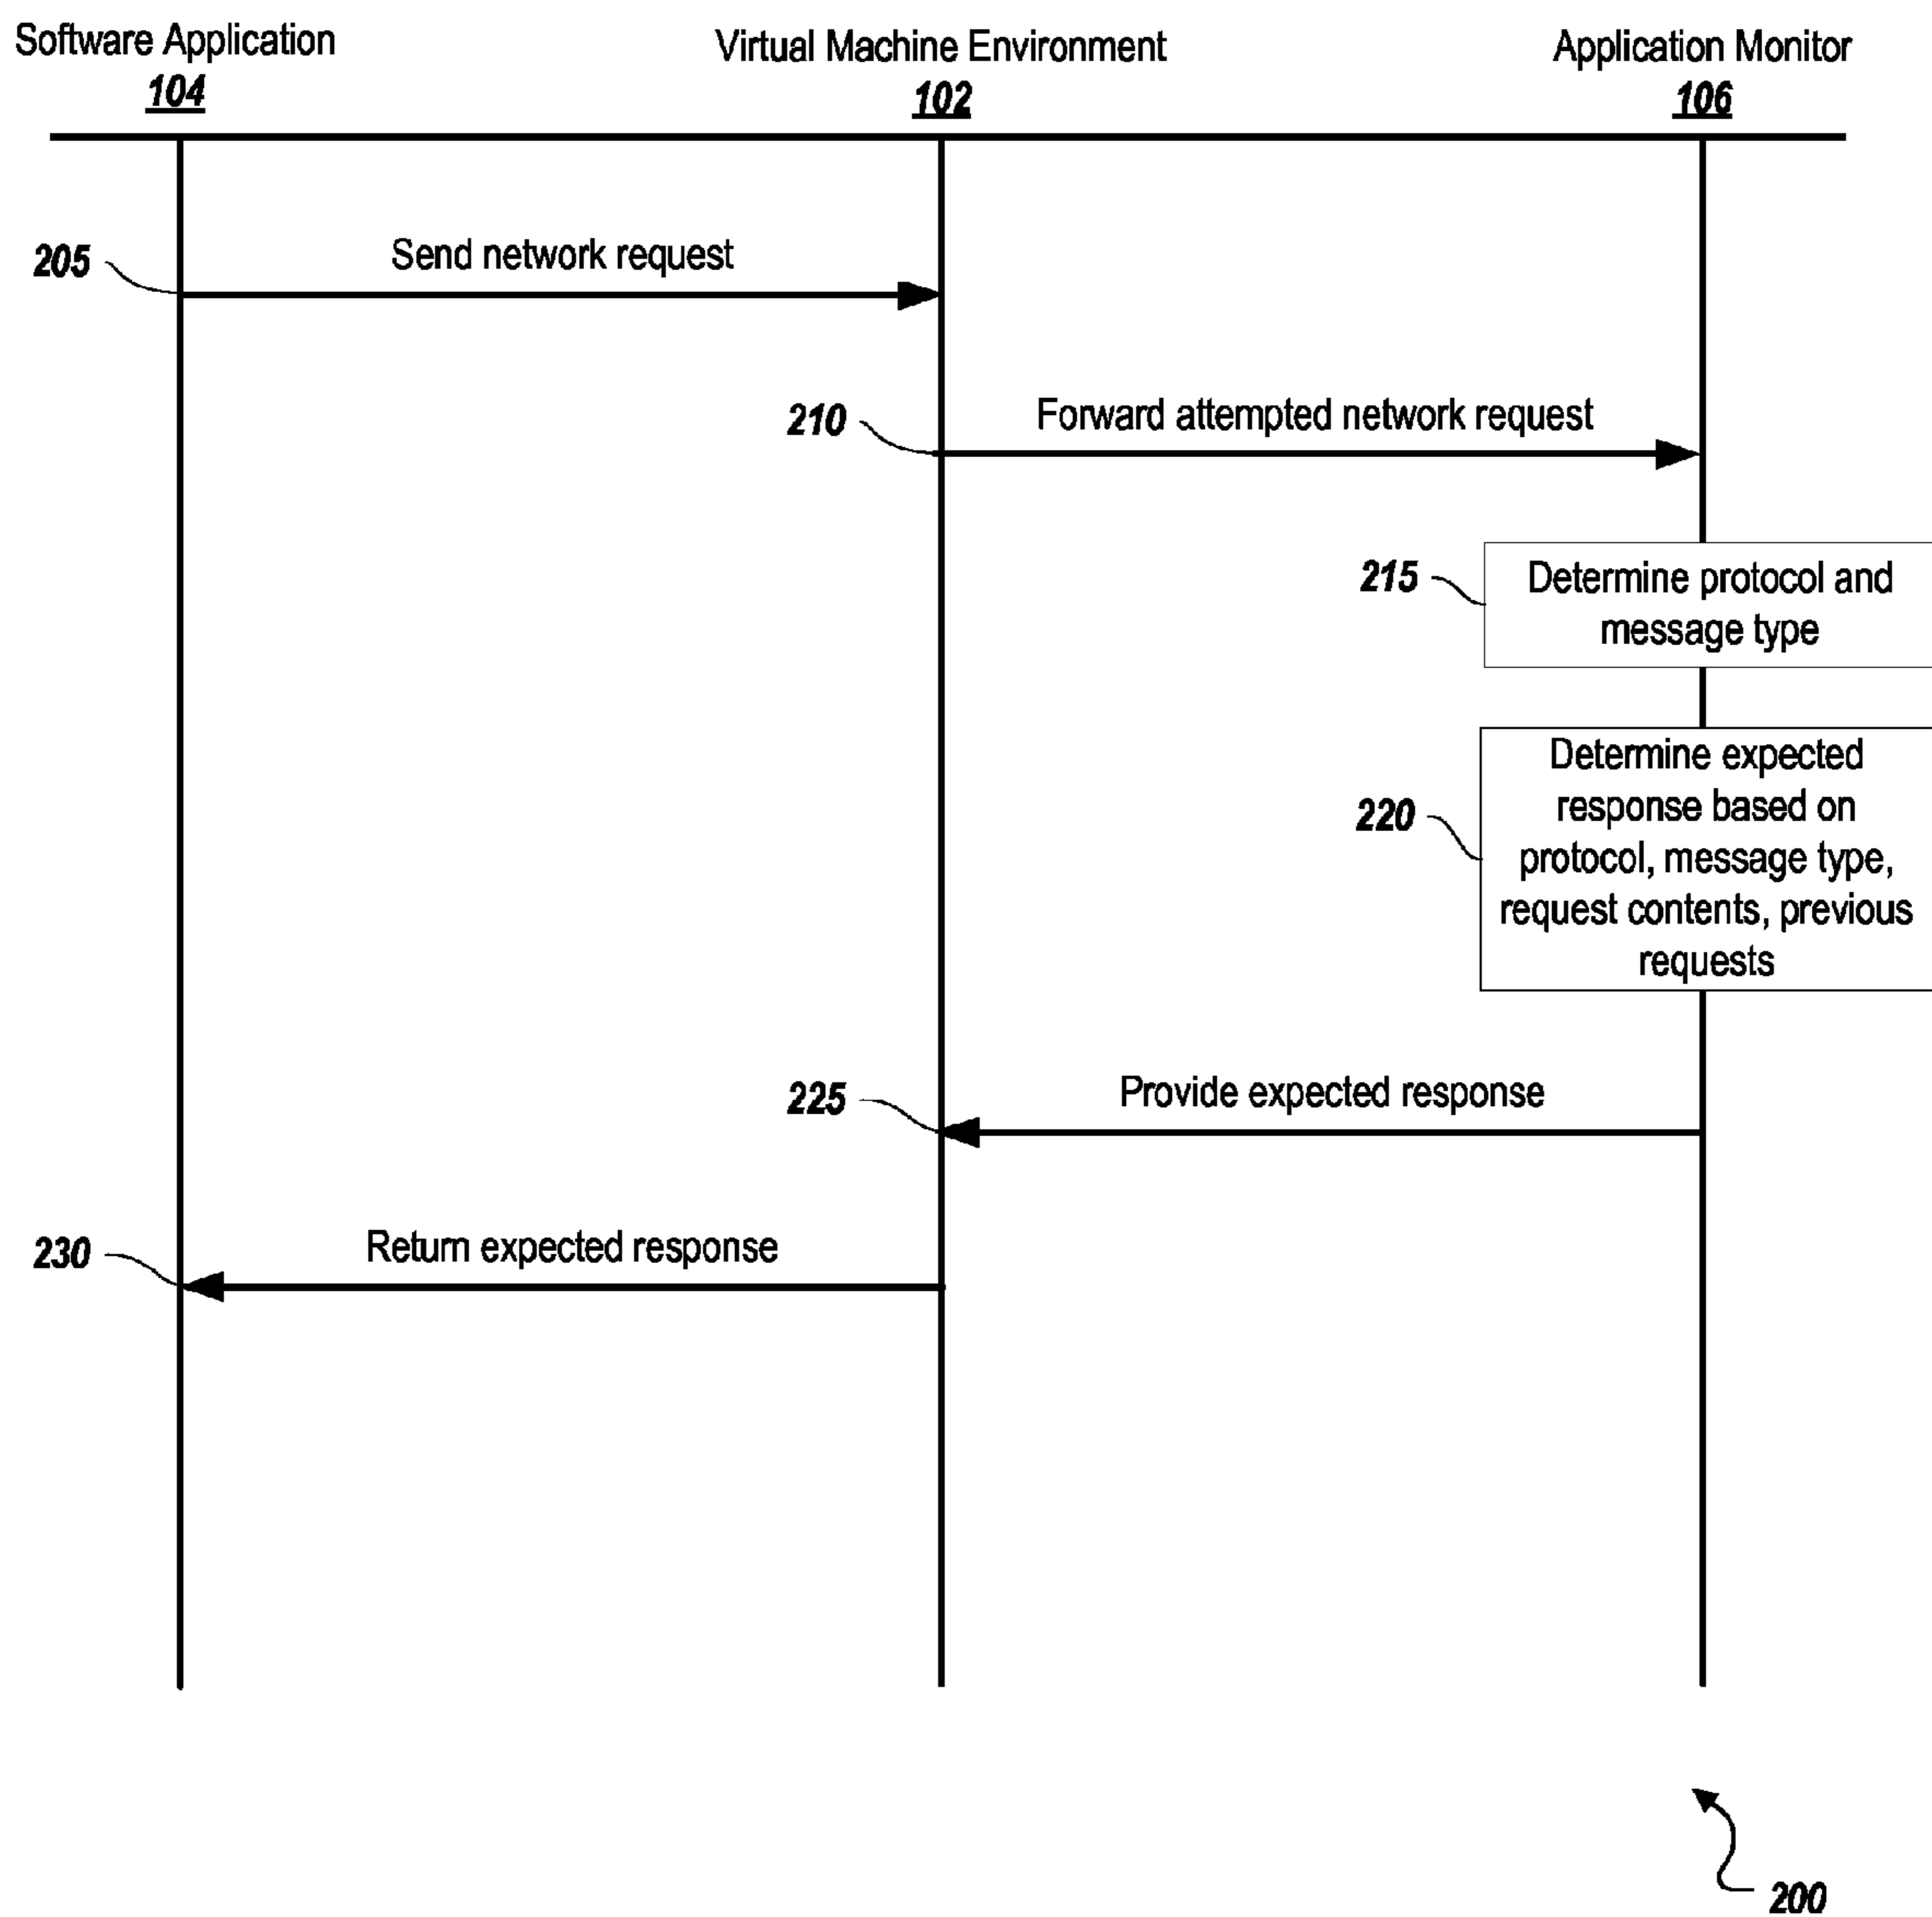 Software Application
104
Virtual Machine Environment
102
Application Monitor
106
205
Send network request
210
Forward attempted network request
215
Determine protocol and
message type
220
Determine expected
response based on
protocol, message type,
request contents, previous
requests
225
Provide expected response
230
Return expected response
200